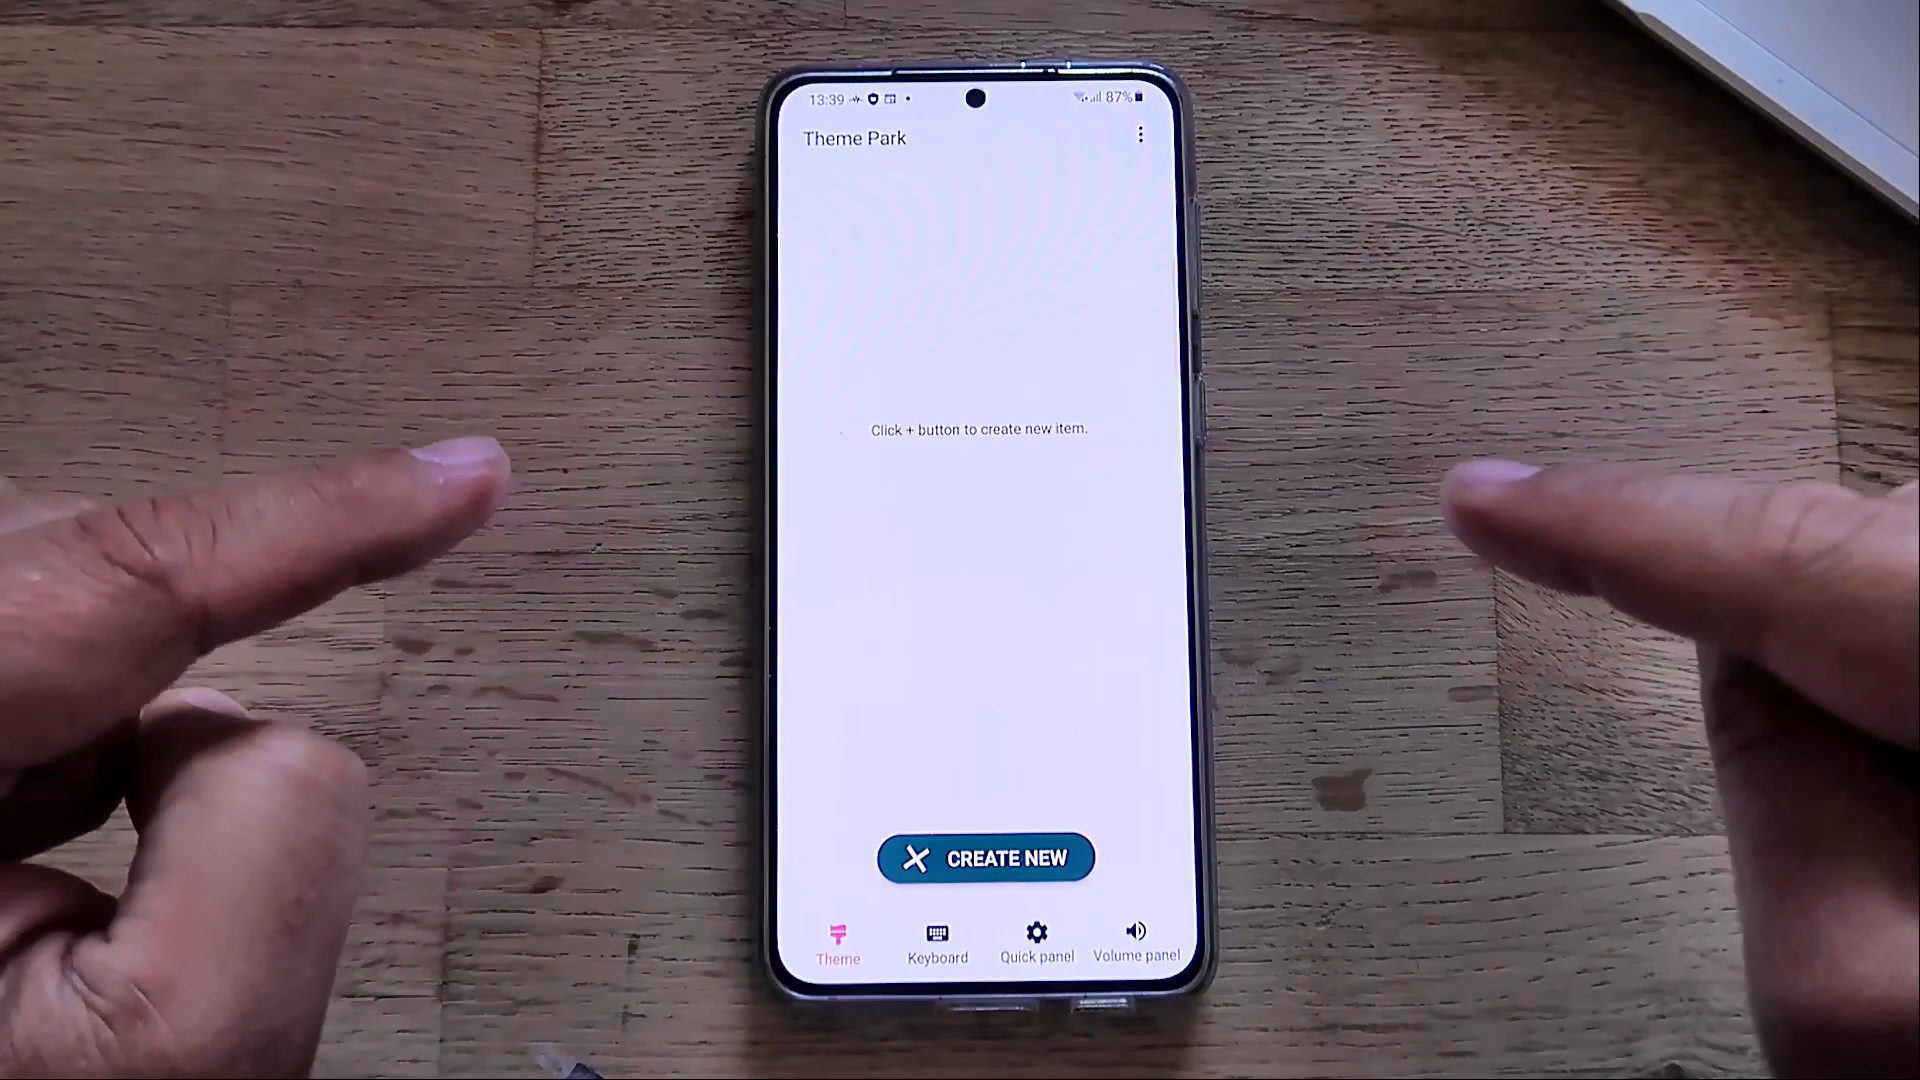 13:39
87%
Theme Park
Click + button to create new item.
CREATE NEW
Theme
Keyboard
Quick panel
Volume panel